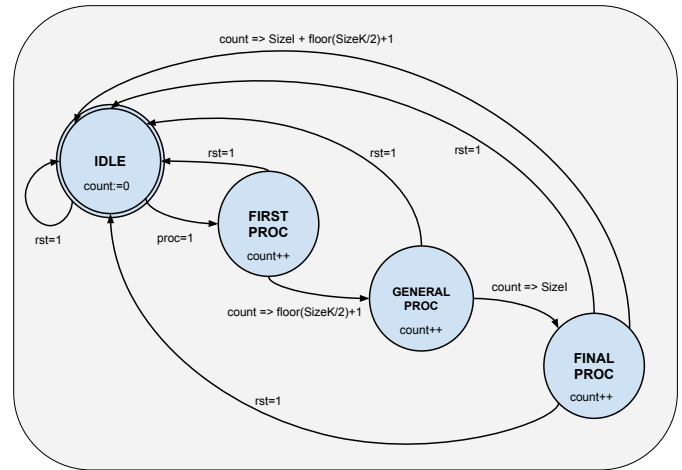 count => SizeI + floor(SizeK/2)+1
IDLE
count:=0
rst=1
rst=1
rst=1
rst=1
proc=1
FIRST
PROC
count++
count => floor(SizeK/2)+1
GENERAL
PROC
count++
count => SizeI
FINAL
PROC
count++
rst=1